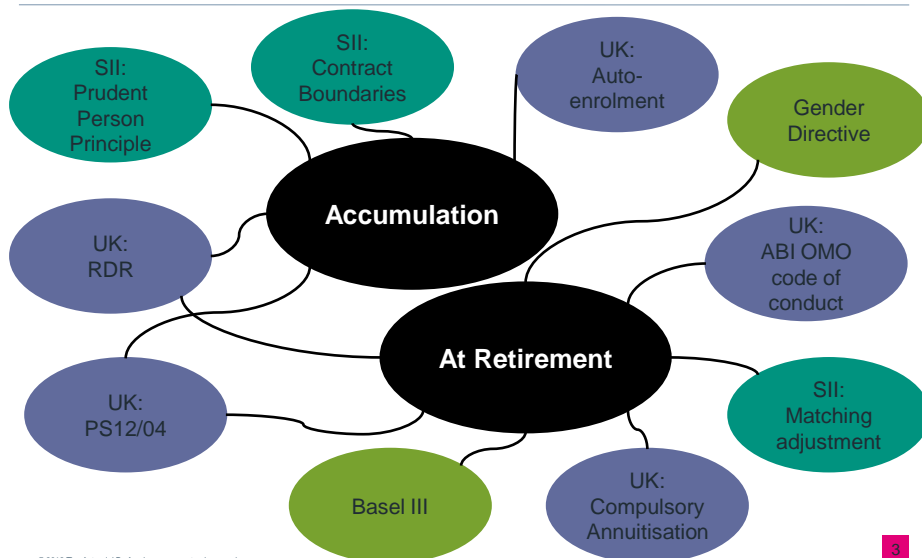 SII:
Prudent
Person
Principle
SII:
Contract
Boundaries
UK:
Auto-
enrolment
Gender
Directive
Accumulation
UK:
RDR
UK:
ABI OMO
code of
conduct
At Retirement
UK:
PS12/04
SII:
Matching
adjustment
Basel III
UK:
Compulsory
Annuitisation
3